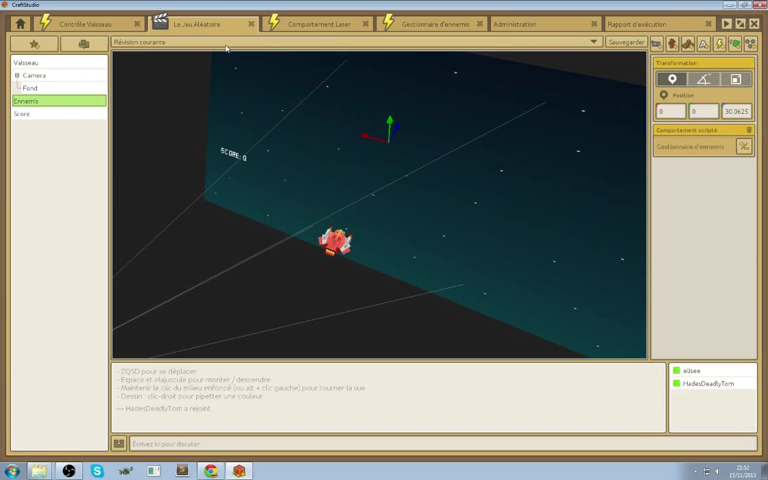 CraftStudio
Contrôle Vaisseau
Le Jeu Aléatoire
Comportement Laser
Gestionnaire d'ennemis
Administration
Rapport d'exécution
Révision courante
Sauvegarder
Vaisseau
Camera
Fond
Ennemis
Score
SCORE: 0
Transformation
Position
0
0
30.0625
Comportement scripté
Gestionnaire d'ennemis
- ZQSD pour se déplacer
- Espace et Majuscule pour monter / descendre
- Maintenir le clic du milieu enfoncé (ou alt + clic gauche) pour tourner la vue
- Dessin : clic-droit pour pipetter une couleur
— HadesDeadlyTom a rejoint
elisee
HadesDeadlyTom
Écrivez ici pour discuter.
21:52
15/11/2013